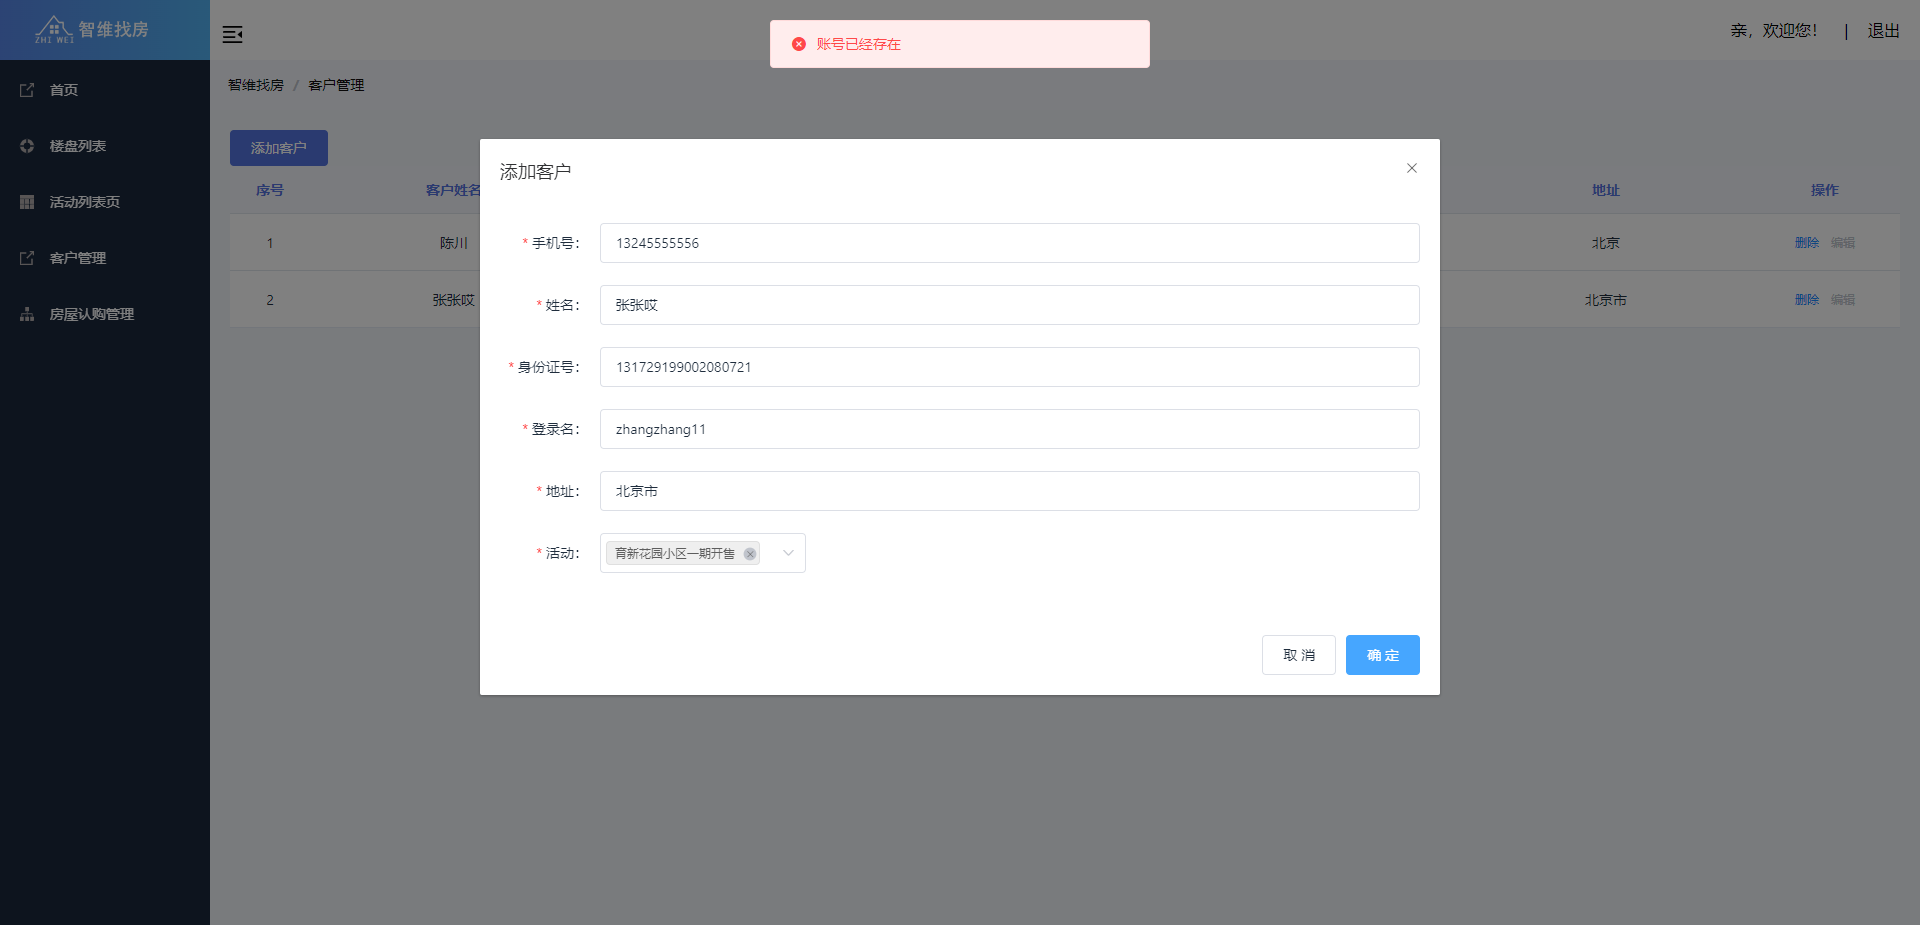 ZHI WEI 智维找房
亲，欢迎您！ | 退出
账号已经存在
首页
楼盘列表
活动列表页
客户管理
房屋认购管理
智维找房 / 客户管理
添加客户
序号 客户姓名 地址 操作
1 陈川 北京 删除 编辑
2 张张哎 北京市 删除 编辑
添加客户
* 手机号： 13245555556
* 姓名： 张张哎
* 身份证号： 131729199002080721
* 登录名： zhangzhang11
* 地址： 北京市
* 活动： 育新花园小区一期开售
取 消 确 定